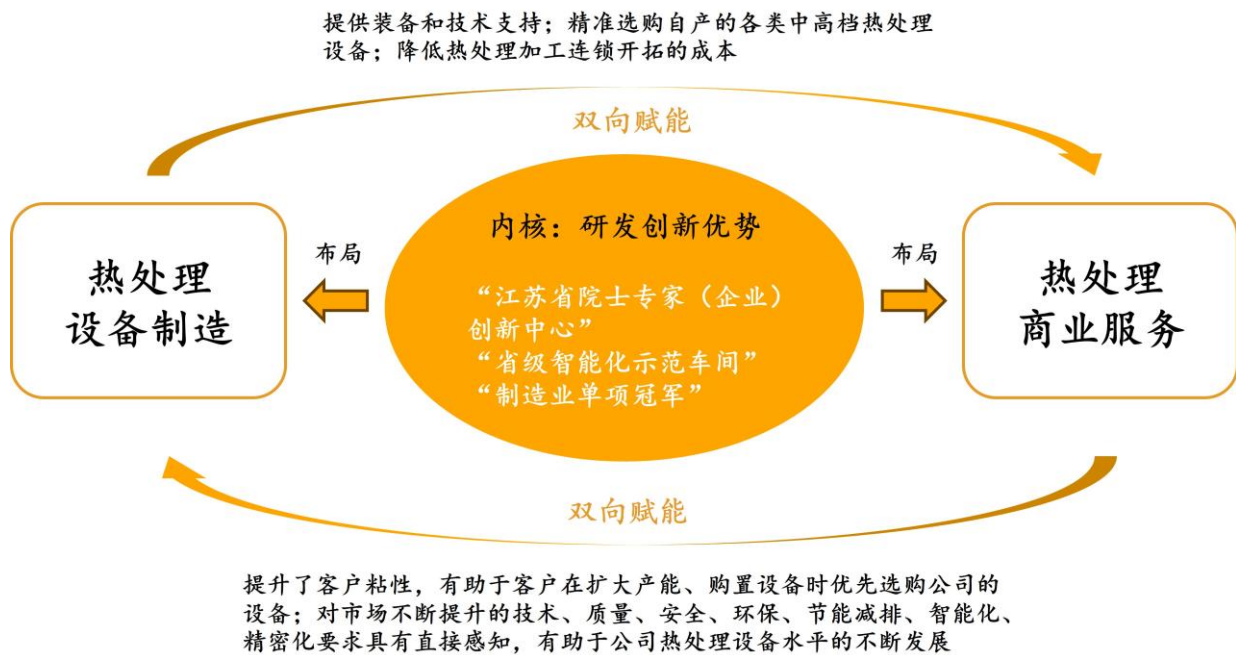 提供装备和技术支持；精准选购自产的各类中高档热处理
设备；降低热处理加工连锁开拓的成本
双向赋能
内核：研发创新优势
“江苏省院士专家（企业）
创新中心”
“省级智能化示范车间”
“制造业单项冠军”
布局
布局
热处理
设备制造
热处理
商业服务
双向赋能
提升了客户粘性，有助于客户在扩大产能、购置设备时优先选购公司的
设备；对市场不断提升的技术、质量、安全、环保、节能减排、智能化、
精密化要求具有直接感知，有助于公司热处理设备水平的不断发展